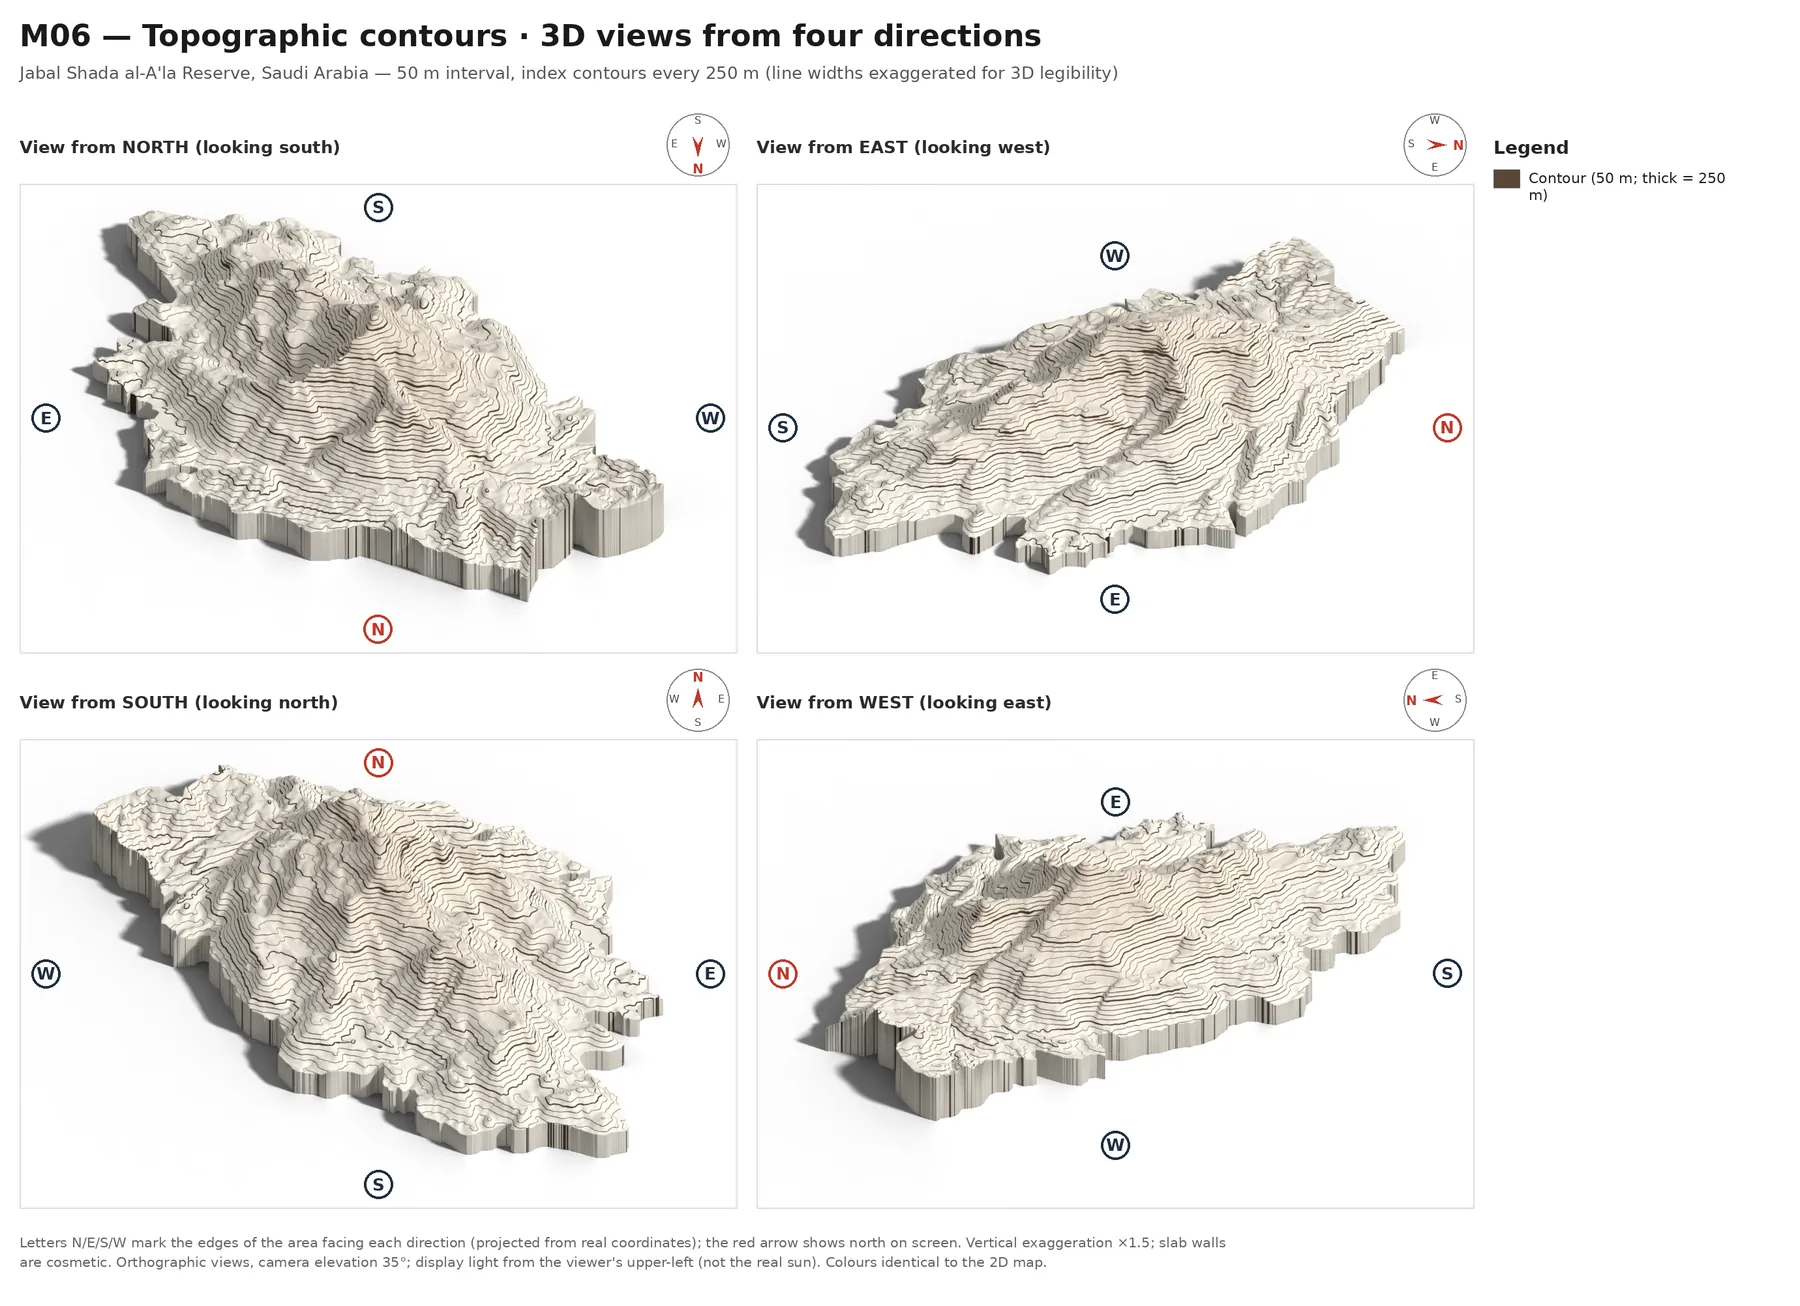 M06 — Topographic contours · 3D views from four directions
Jabal Shada al-A'la Reserve, Saudi Arabia — 50 m interval, index contours every 250 m (line widths exaggerated for 3D legibility)
View from NORTH (looking south)
S
E W
N
S
E
W
N
View from EAST (looking west)
W
S N
E
W
S
N
E
Legend
Contour (50 m; thick = 250
m)
View from SOUTH (looking north)
N
W E
S
N
W
E
S
View from WEST (looking east)
E
N S
W
E
N
S
W
Letters N/E/S/W mark the edges of the area facing each direction (projected from real coordinates); the red arrow shows north on screen. Vertical exaggeration ×1.5; slab walls
are cosmetic. Orthographic views, camera elevation 35°; display light from the viewer's upper-left (not the real sun). Colours identical to the 2D map.